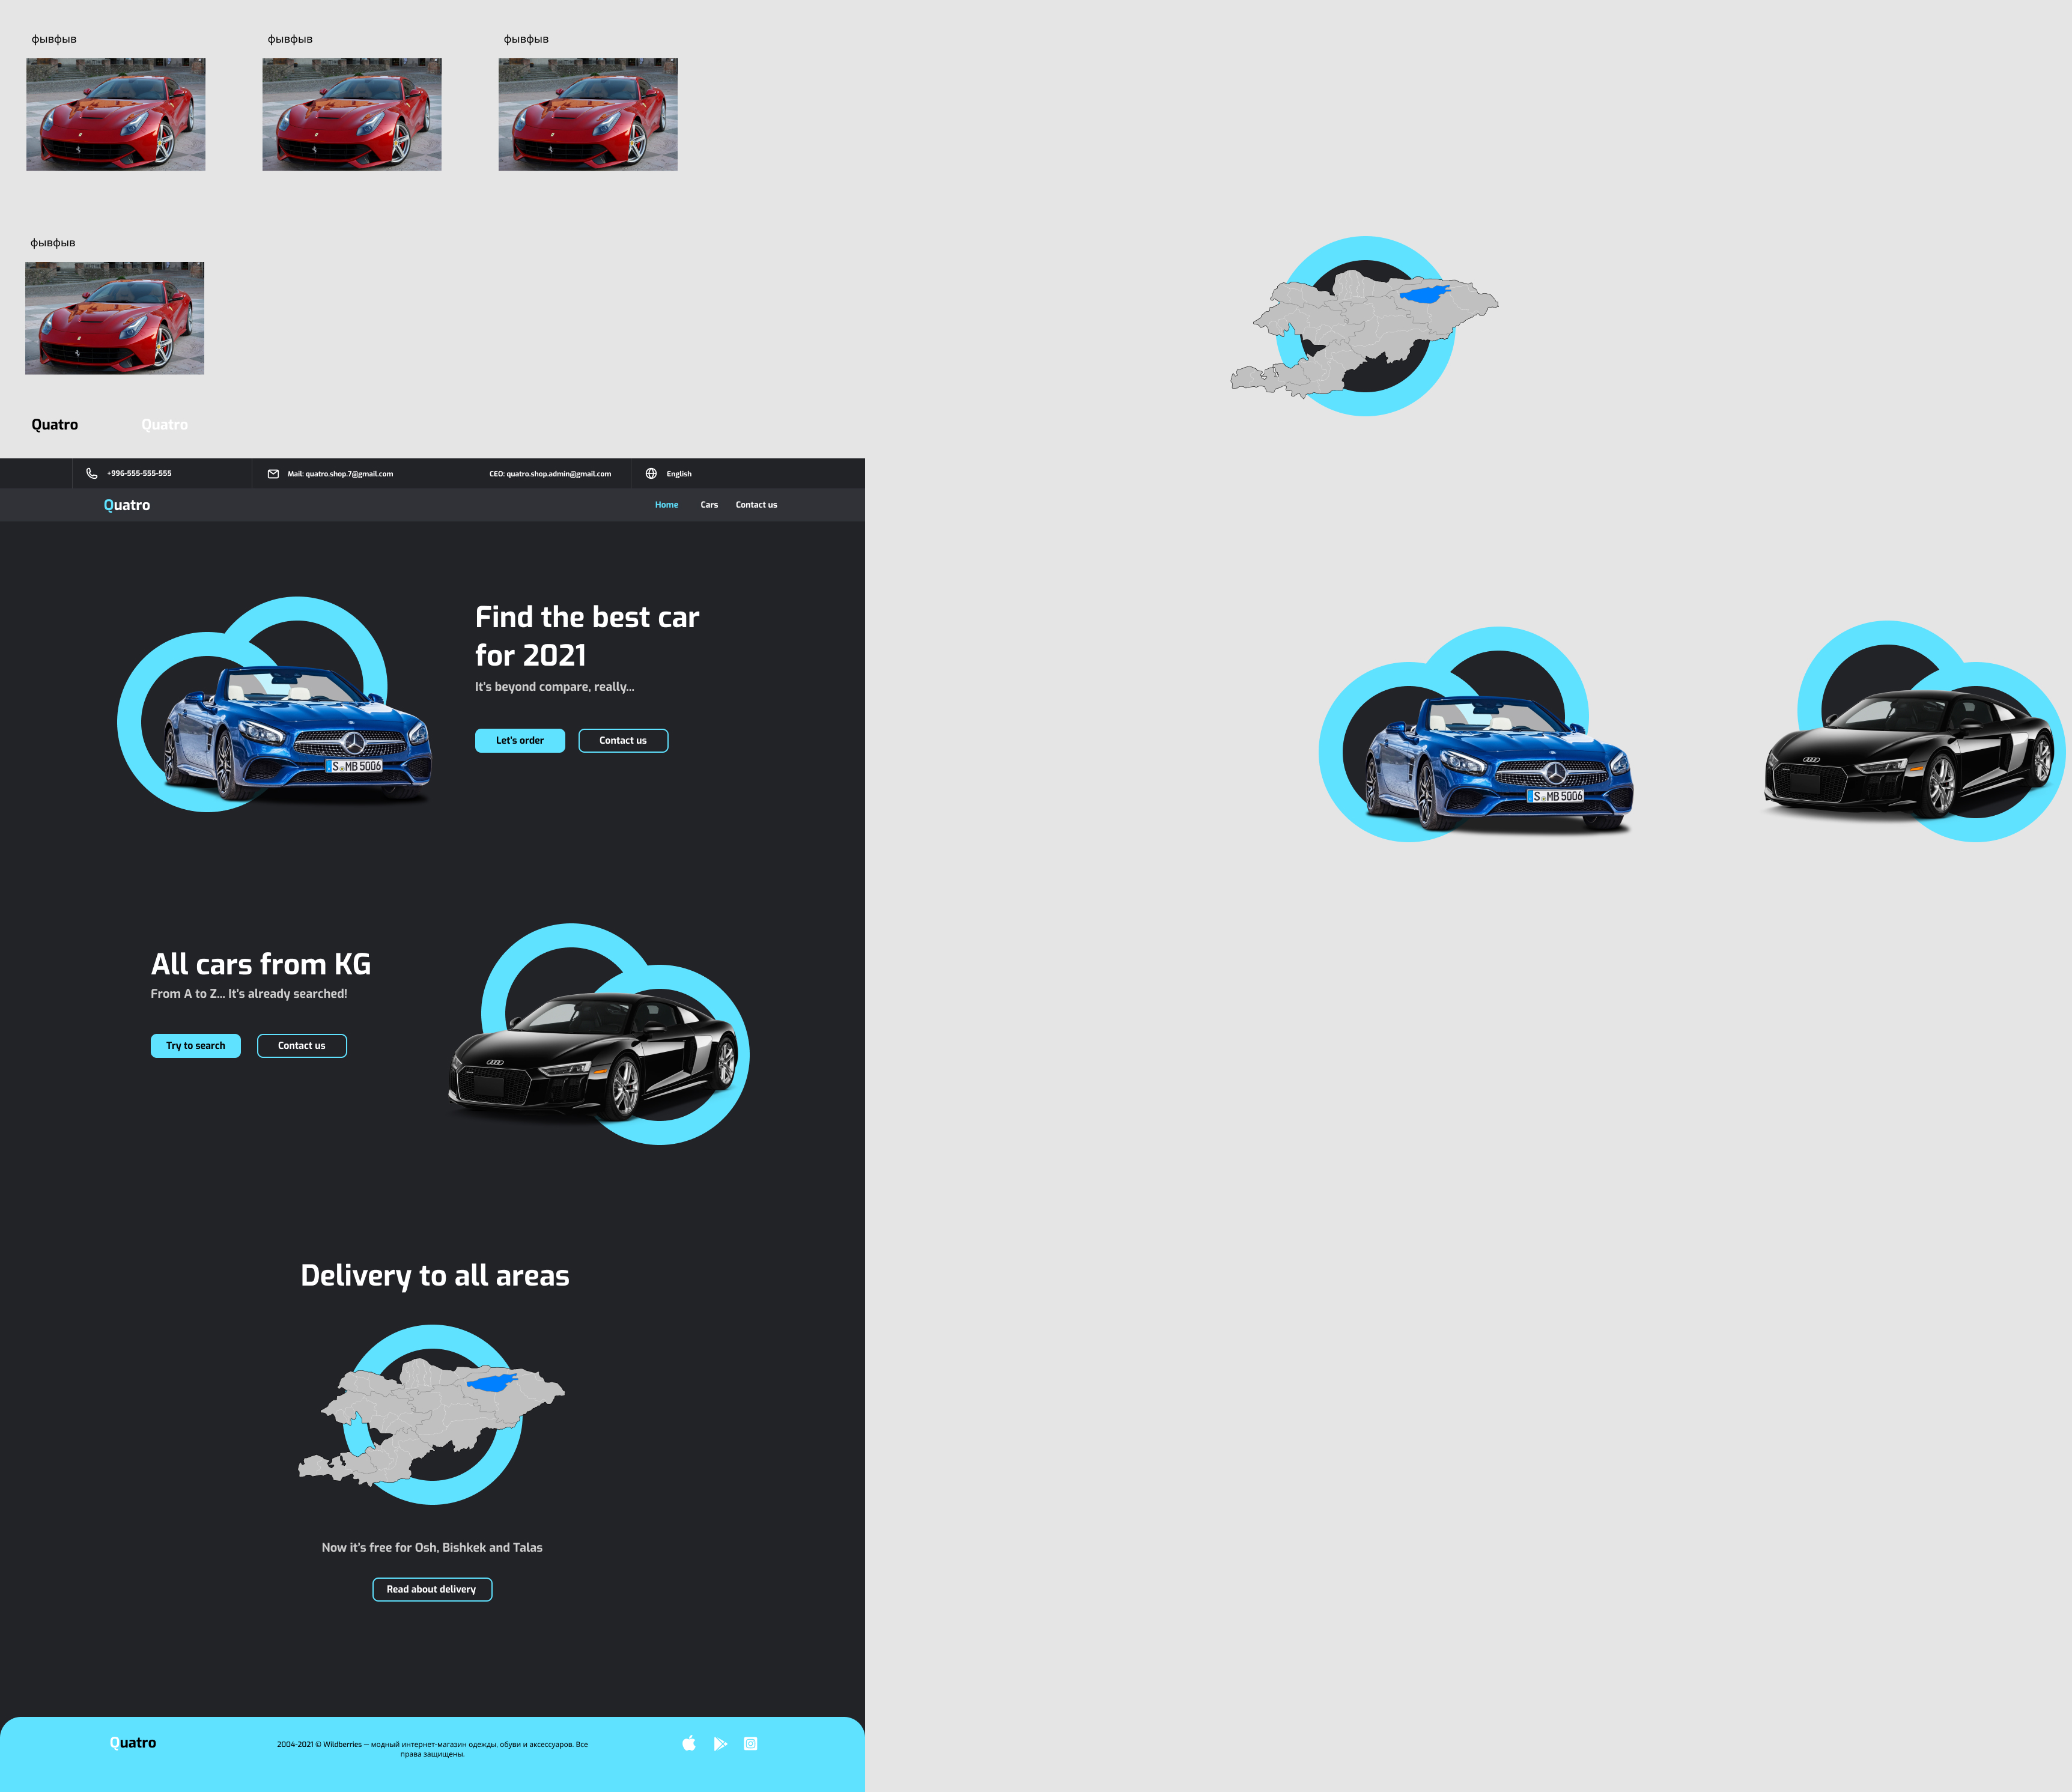 фывфыв
фывфыв
фывфыв
фывфыв
Quatro
Quatro
+996-555-555-555
Mail: quatro.shop.7@gmail.com
CEO: quatro.shop.admin@gmail.com
English
Quatro
Home
Cars
Contact us
Find the best car
for 2021
It's beyond compare, really...
Let's order
Contact us
S MB 5006
S MB 5006
All cars from KG
From A to Z... It's already searched!
Try to search
Contact us
Delivery to all areas
Now it's free for Osh, Bishkek and Talas
Read about delivery
Quatro
2004-2021 © Wildberries — модный интернет-магазин одежды, обуви и аксессуаров. Все
права защищены.